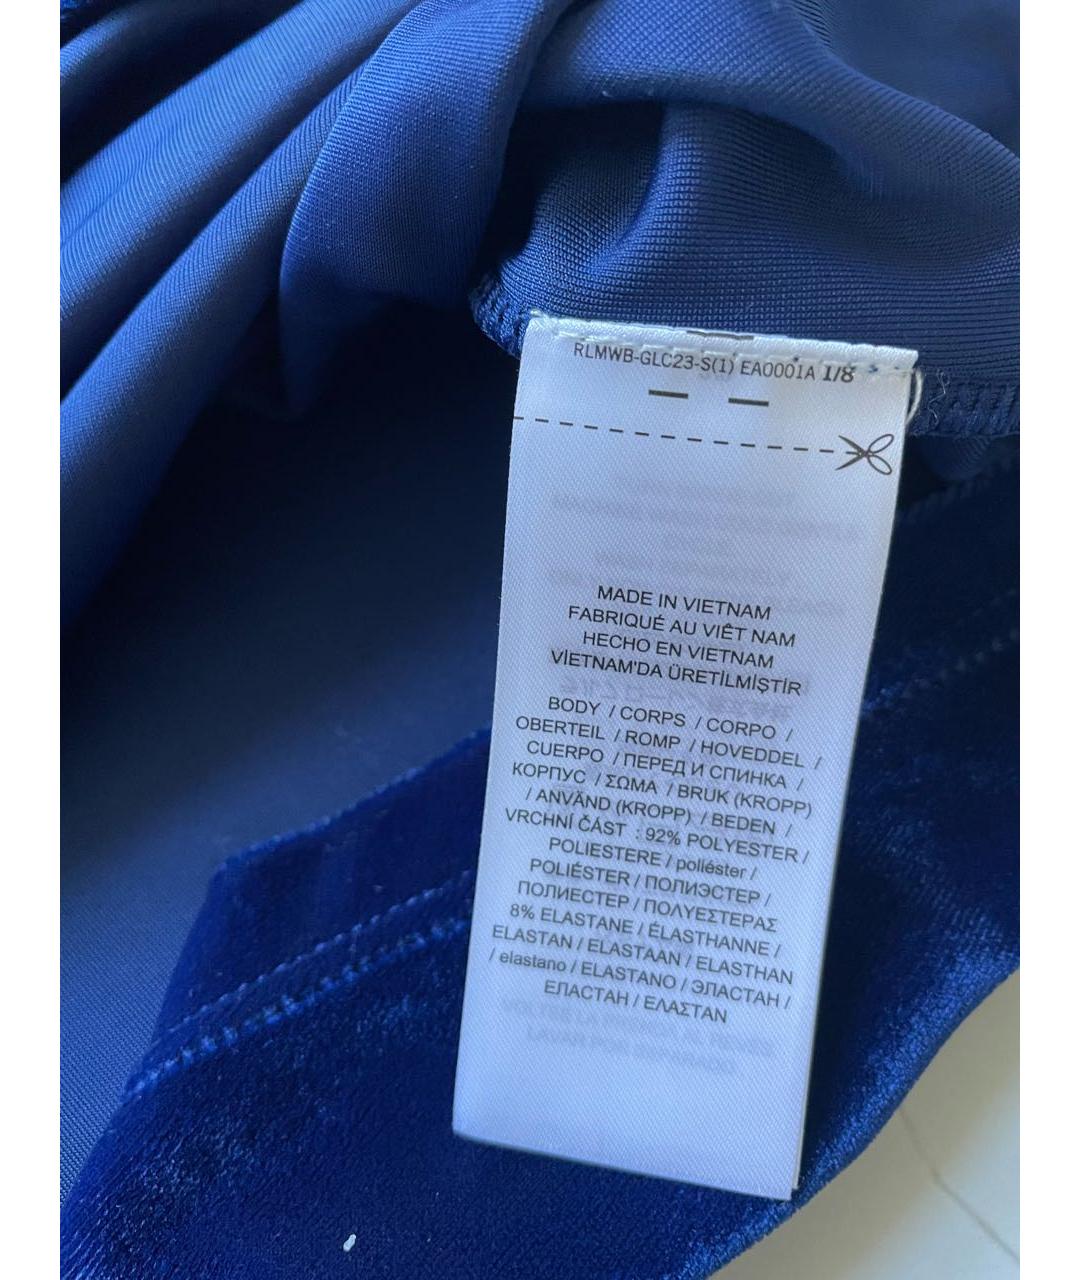 RLMWB-GLC23-S(1) EA0001A 1/8
MADE IN VIETNAM
FABRIQUÉ AU VIÊT NAM
HECHO EN VIETNAM
VİETNAM'DA ÜRETİLMİŞTİR
BODY / CORPS / CORPO /
OBERTEIL / ROMP / HOVEDDEL /
CUERPO / ПЕРЕД И СПИНКА /
КОРПУС / ΣΩΜΑ / BRUK (KROPP)
/ ANVÄND (KROPP) / BEDEN /
VRCHNÍ ČÁST : 92% POLYESTER /
POLIESTERE / poliéster /
POLIÉSTER / ПОЛИЭСТЕР /
ПОЛИЕСТЕР / ΠΟΛΥΕΣΤΕΡΑΣ
8% ELASTANE / ÉLASTHANNE /
ELASTAN / ELASTAAN / ELASTHAN
/ elastano / ELASTANO / ЭЛАСТАН /
ЕЛАСТАН / ΕΛΑΣΤΑΝ